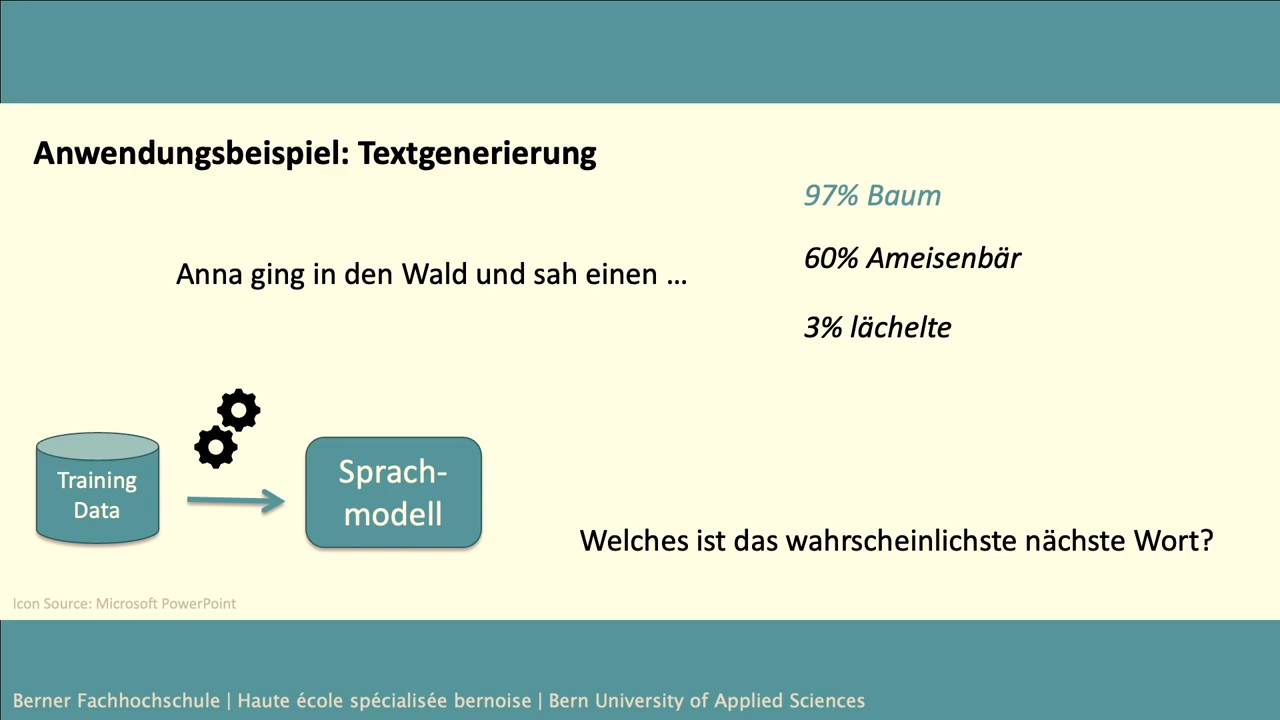 Anwendungsbeispiel: Textgenerierung
97% Baum
Anna ging in den Wald und sah einen ...
60% Ameisenbär
3% lächelte
Training
Data
Sprach-
modell
Welches ist das wahrscheinlichste nächste Wort?
Icon Source: Microsoft PowerPoint
Berner Fachhochschule | Haute école spécialisée bernoise | Bern University of Applied Sciences